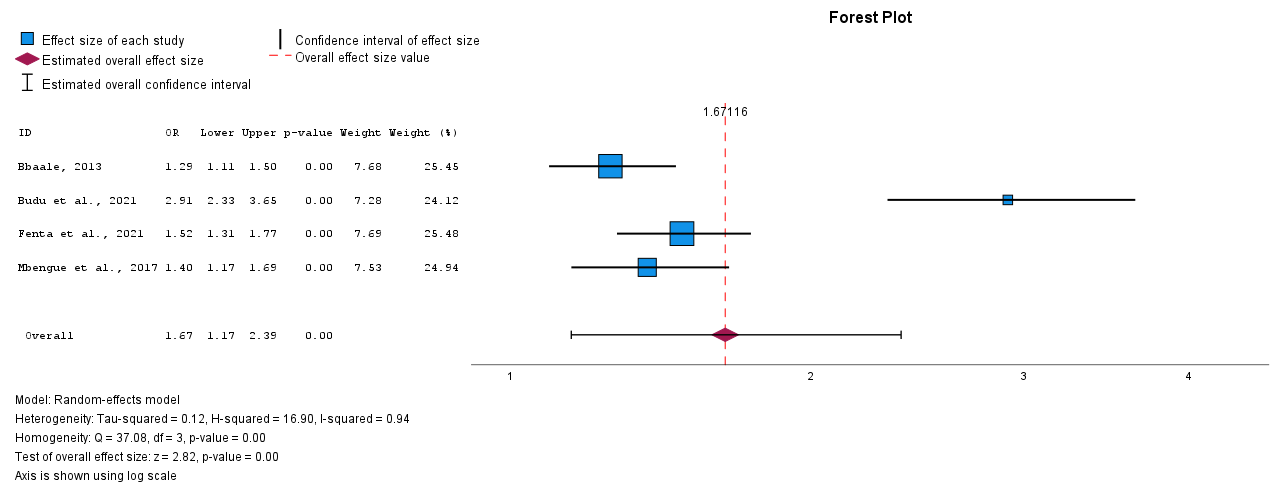 Forest Plot
Effect size of each study
Confidence interval of effect size
Estimated overall effect size
Overall effect size value
Estimated overall confidence interval
1.67116
ID OR Lower Upper p-value Weight Weight (%)
Bbaale, 2013 1.29 1.11 1.50 0.00 7.68 25.45
Budu et al., 2021 2.91 2.33 3.65 0.00 7.28 24.12
Fenta et al., 2021 1.52 1.31 1.77 0.00 7.69 25.48
Mbengue et al., 2017 1.40 1.17 1.69 0.00 7.53 24.94
Overall 1.67 1.17 2.39 0.00
1 2 3 4
Model: Random-effects model
Heterogeneity: Tau-squared = 0.12, H-squared = 16.90, I-squared = 0.94
Homogeneity: Q = 37.08, df = 3, p-value = 0.00
Test of overall effect size: z = 2.82, p-value = 0.00
Axis is shown using log scale